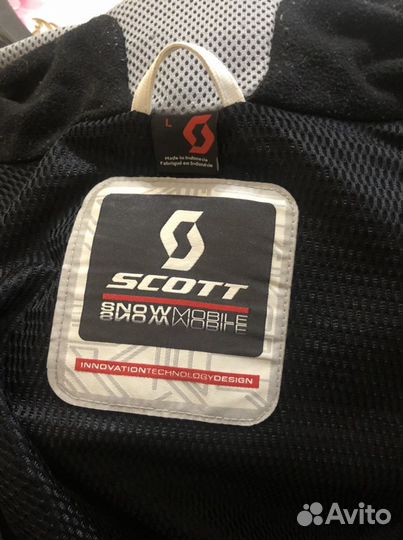 L
Made in Indonesia
Fabriqué en Indonésie
SCOTT
SNOWMOBILE
SNOWMOBILE
INNOVATIONTECHNOLOGYDESIGN
Avito